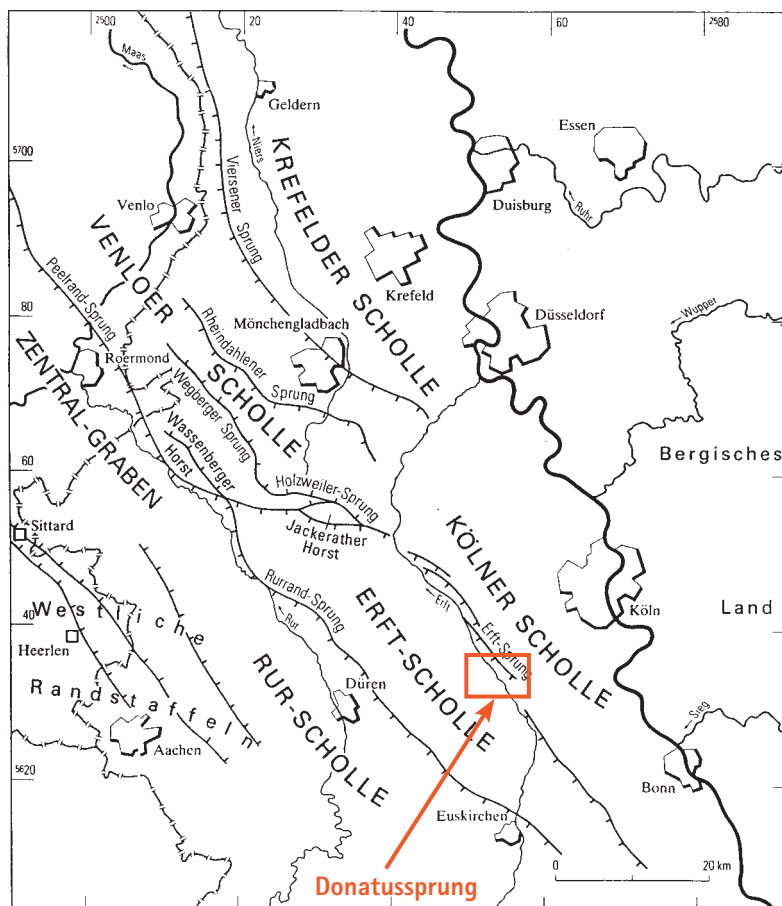 2500
20
40
60
2580
Maas
Geldern
Essen
5700
Niers
Viersener Sprung
KREFELDER SCHOLLE
Duisburg
Ruhr
Venlo
VENLOER
SCHOLLE
Krefeld
Peelrand-Sprung
80
Rheindahlener
Sprung
Mönchengladbach
Düsseldorf
Wupper
Roermond
ZENTRAL-GRABEN
Wegberger Sprung
Wassenberger
Horst
Bergisches
60
Holzweiler-Sprung
Sittard
Jackerather
Horst
KÖLNER SCHOLLE
Köln
Land
Westliche
Randstaffeln
Rurrand-Sprung
Erft
Erft-Sprung
Rur
40
Heerlen
ERFT-SCHOLLE
RUR-SCHOLLE
Düren
Sieg
Aachen
5620
Bonn
Euskirchen
0
20 km
Donatussprung